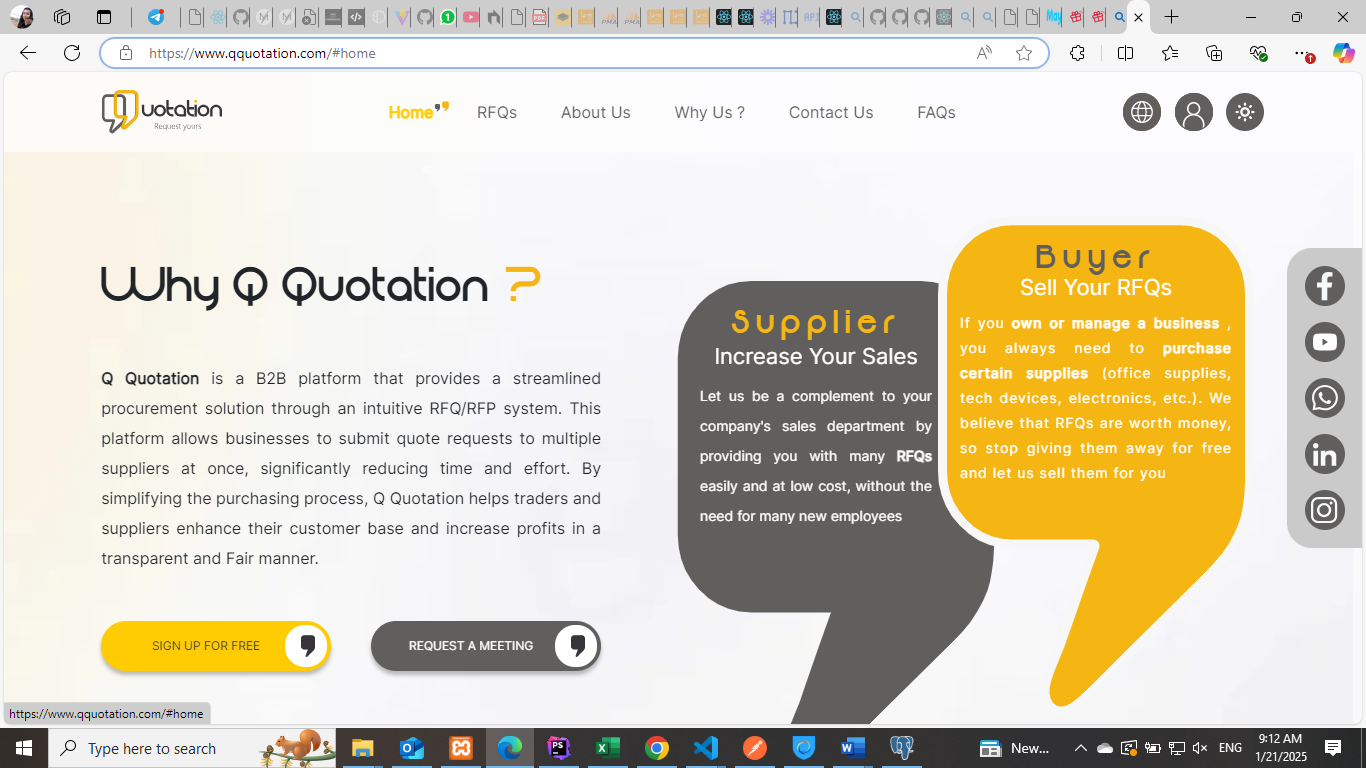 https://www.qquotation.com/#home
uotation
Request yours
Home
RFQs
About Us
Why Us ?
Contact Us
FAQs
Why Q Quotation ?
Q Quotation is a B2B platform that provides a streamlined
procurement solution through an intuitive RFQ/RFP system. This
platform allows businesses to submit quote requests to multiple
suppliers at once, significantly reducing time and effort. By
simplifying the purchasing process, Q Quotation helps traders and
suppliers enhance their customer base and increase profits in a
transparent and Fair manner.
SIGN UP FOR FREE
REQUEST A MEETING
Supplier
Increase Your Sales
Let us be a complement to your
company's sales department by
providing you with many RFQs
easily and at low cost, without the
need for many new employees
Buyer
Sell Your RFQs
If you own or manage a business ,
you always need to purchase
certain supplies (office supplies,
tech devices, electronics, etc.). We
believe that RFQs are worth money,
so stop giving them away for free
and let us sell them for you
https://www.qquotation.com/#home
Type here to search
New...
ENG
9:12 AM
1/21/2025